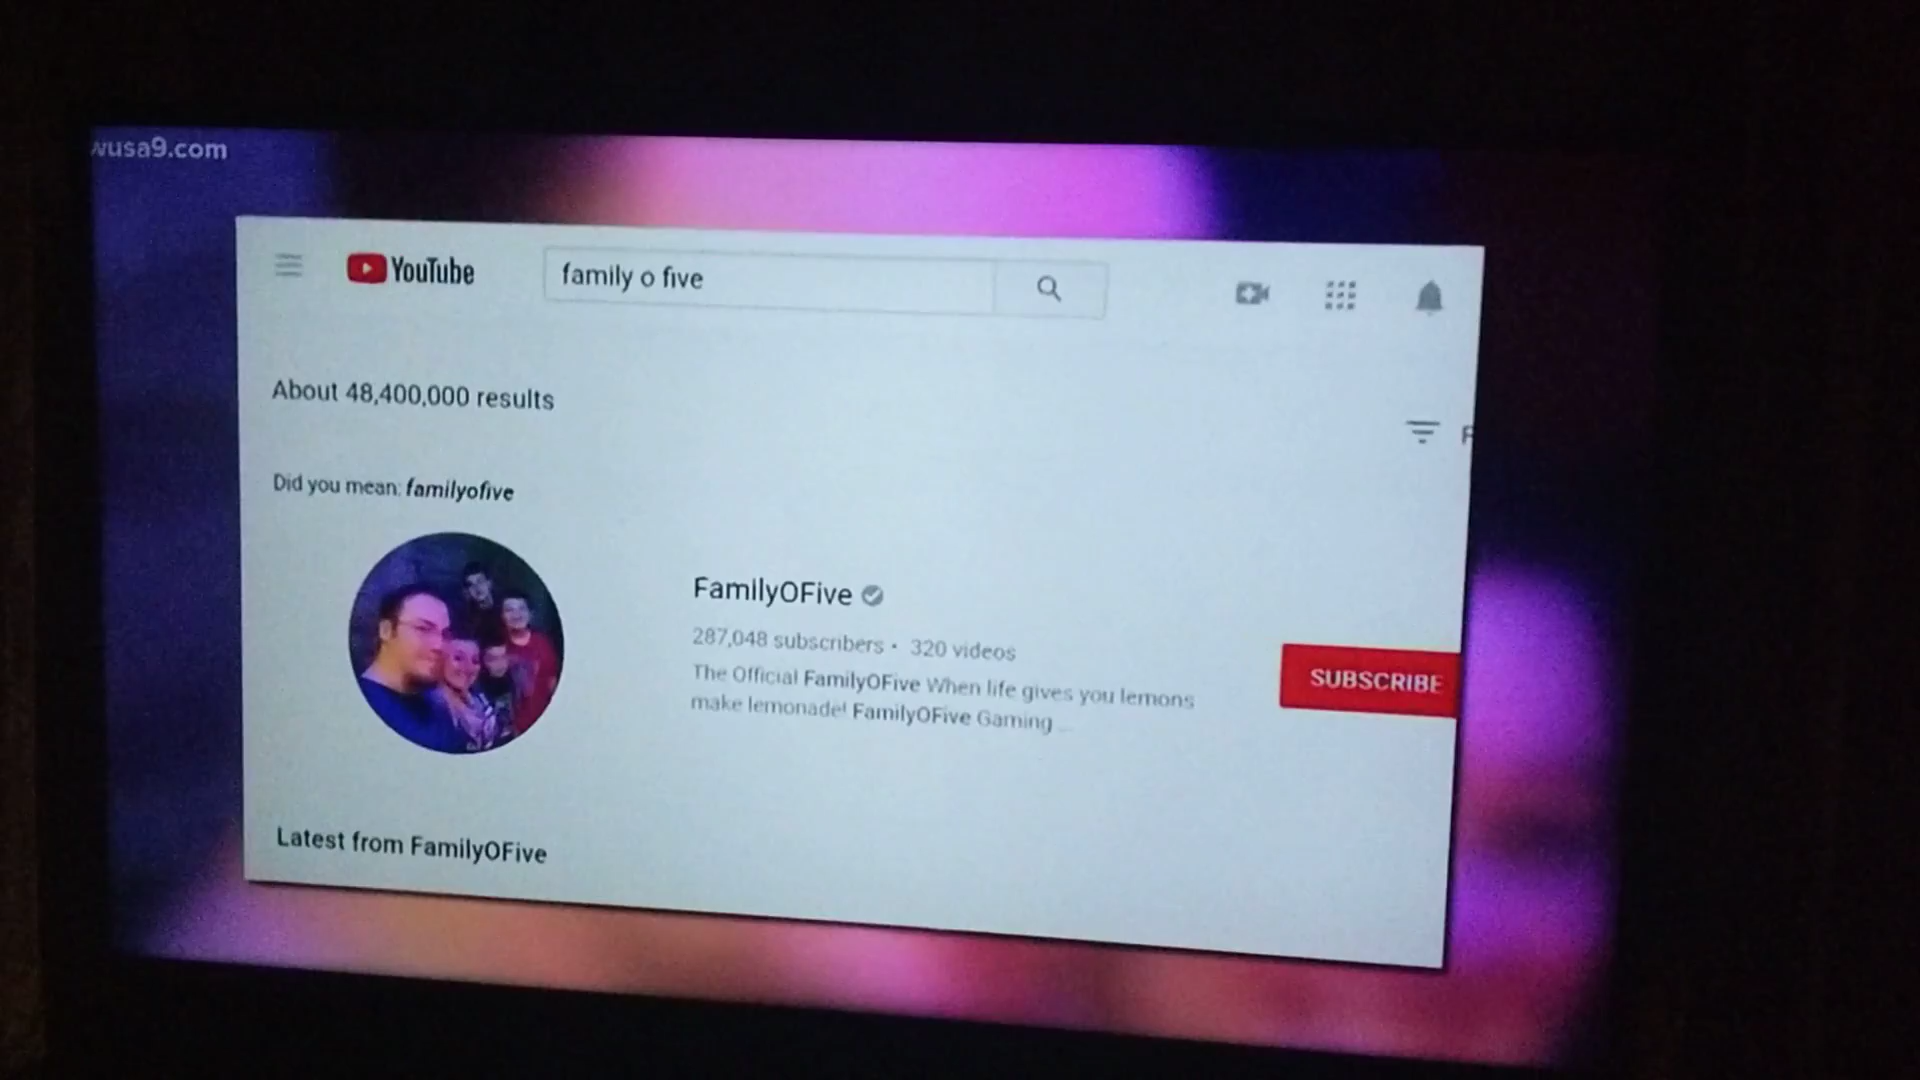 wusa9.com
YouTube
family o five
About 48,400,000 results
Did you mean: familyofive
FamilyOFive
287,048 subscribers • 320 videos
The Official FamilyOFive When life gives you lemons
make lemonade! FamilyOFive Gaming ...
SUBSCRIBE
Latest from FamilyOFive